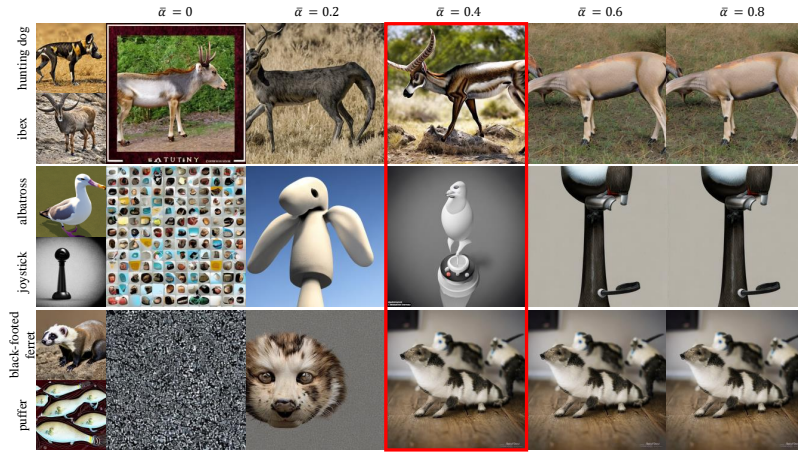 ᾱ = 0
ᾱ = 0.2
ᾱ = 0.4
ᾱ = 0.6
ᾱ = 0.8
hunting dog
ibex
albatross
joystick
black-footed
ferret
puffer